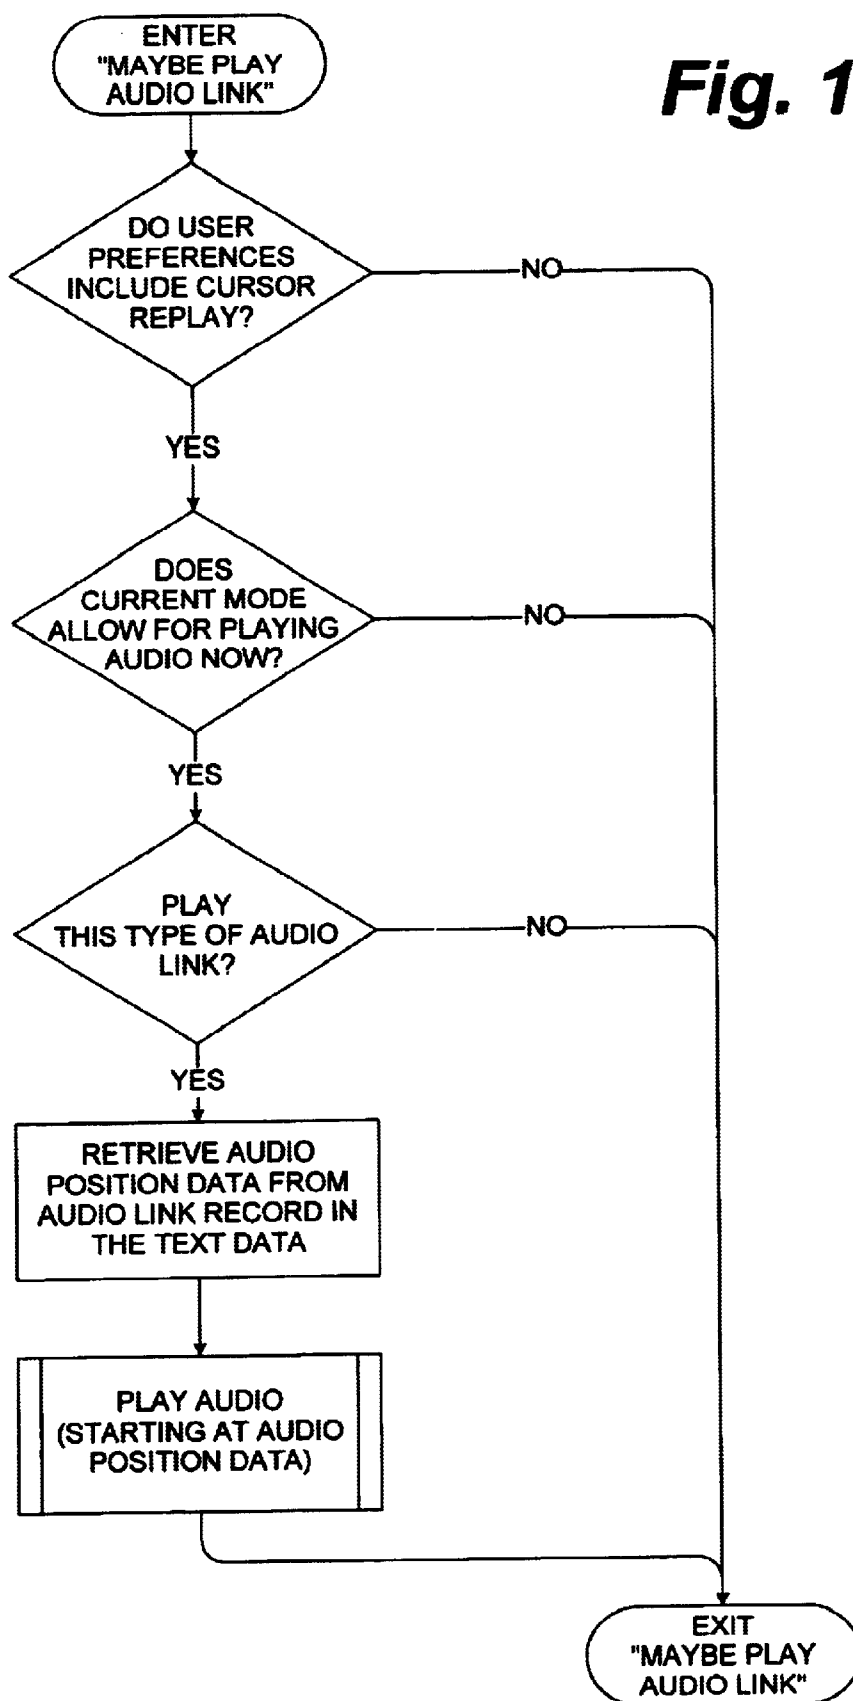 ENTER
"MAYBE PLAY
AUDIO LINK"
Fig. 1
DO USER
PREFERENCES
INCLUDE CURSOR
REPLAY?
NO
YES
DOES
CURRENT MODE
ALLOW FOR PLAYING
AUDIO NOW?
NO
YES
PLAY
THIS TYPE OF AUDIO
LINK?
NO
YES
RETRIEVE AUDIO
POSITION DATA FROM
AUDIO LINK RECORD IN
THE TEXT DATA
PLAY AUDIO
(STARTING AT AUDIO
POSITION DATA)
EXIT
"MAYBE PLAY
AUDIO LINK"